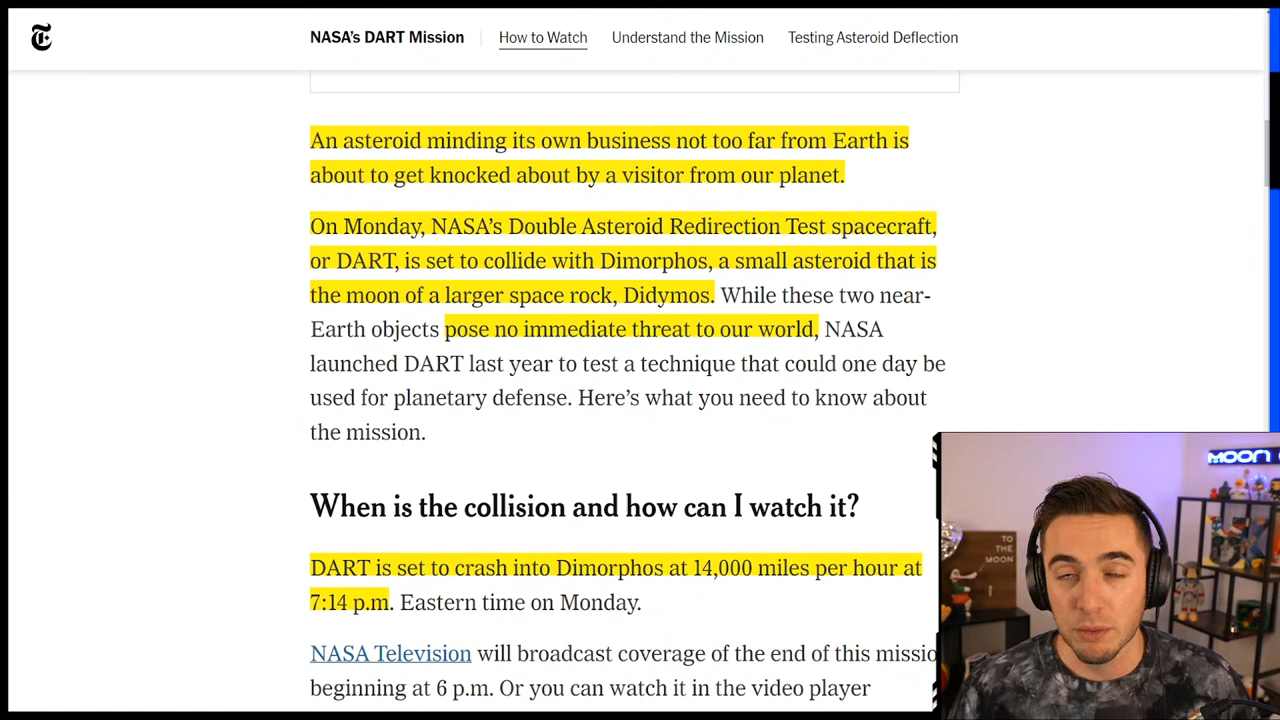 NASA's DART Mission
How to Watch
Understand the Mission
Testing Asteroid Deflection
An asteroid minding its own business not too far from Earth is
about to get knocked about by a visitor from our planet.
On Monday, NASA's Double Asteroid Redirection Test spacecraft,
or DART, is set to collide with Dimorphos, a small asteroid that is
the moon of a larger space rock, Didymos. While these two near-
Earth objects pose no immediate threat to our world, NASA
launched DART last year to test a technique that could one day be
used for planetary defense. Here's what you need to know about
the mission.
When is the collision and how can I watch it?
DART is set to crash into Dimorphos at 14,000 miles per hour at
7:14 p.m. Eastern time on Monday.
NASA Television will broadcast coverage of the end of this missio
beginning at 6 p.m. Or you can watch it in the video player
MOON
TO
THE
MOON